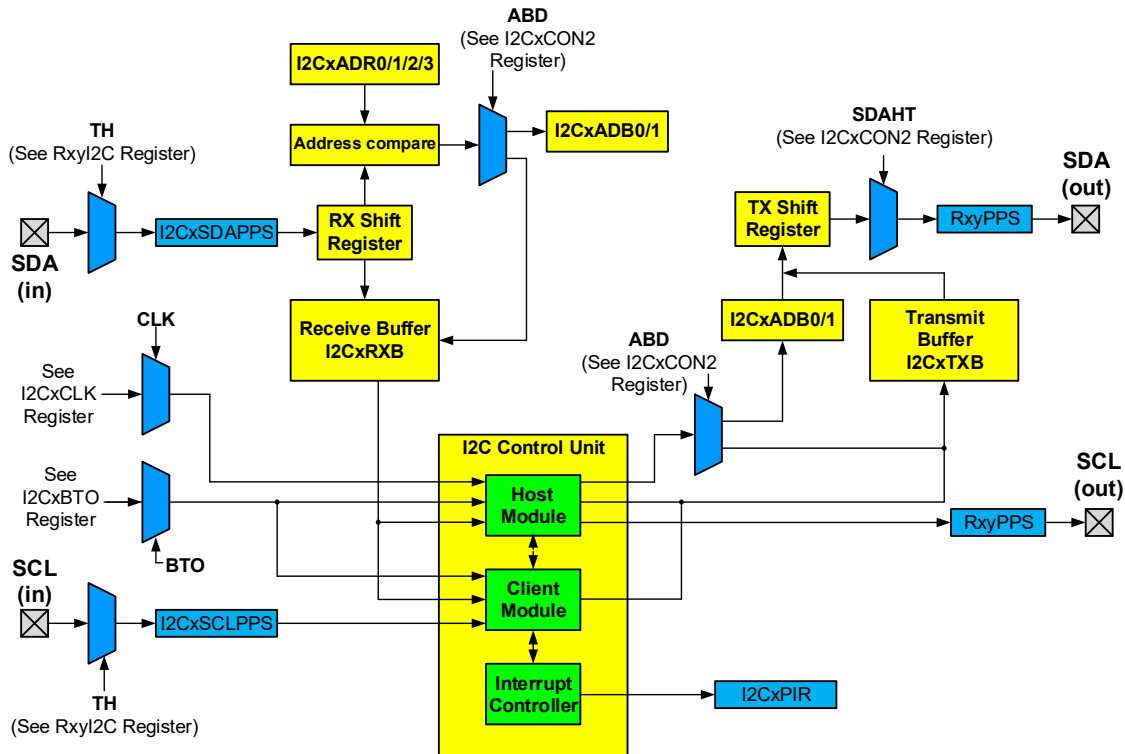 ABD
(See I2CxCON2
Register)
I2CxADR0/1/2/3
SDAHT
(See I2CxCON2 Register)
TH
(See RxyI2C Register)
Address compare
I2CxADB0/1
SDA
(out)
TX Shift
Register
RxyPPS
I2CxSDAPPS
RX Shift
Register
SDA
(in)
Receive Buffer
I2CxRXB
I2CxADB0/1
Transmit
Buffer
I2CxTXB
CLK
See
I2CxCLK
Register
ABD
(See I2CxCON2
Register)
I2C Control Unit
See
I2CxBTO
Register
Host
Module
SCL
(out)
RxyPPS
BTO
SCL
(in)
Client
Module
I2CxSCLPPS
Interrupt
Controller
I2CxPIR
TH
(See RxyI2C Register)